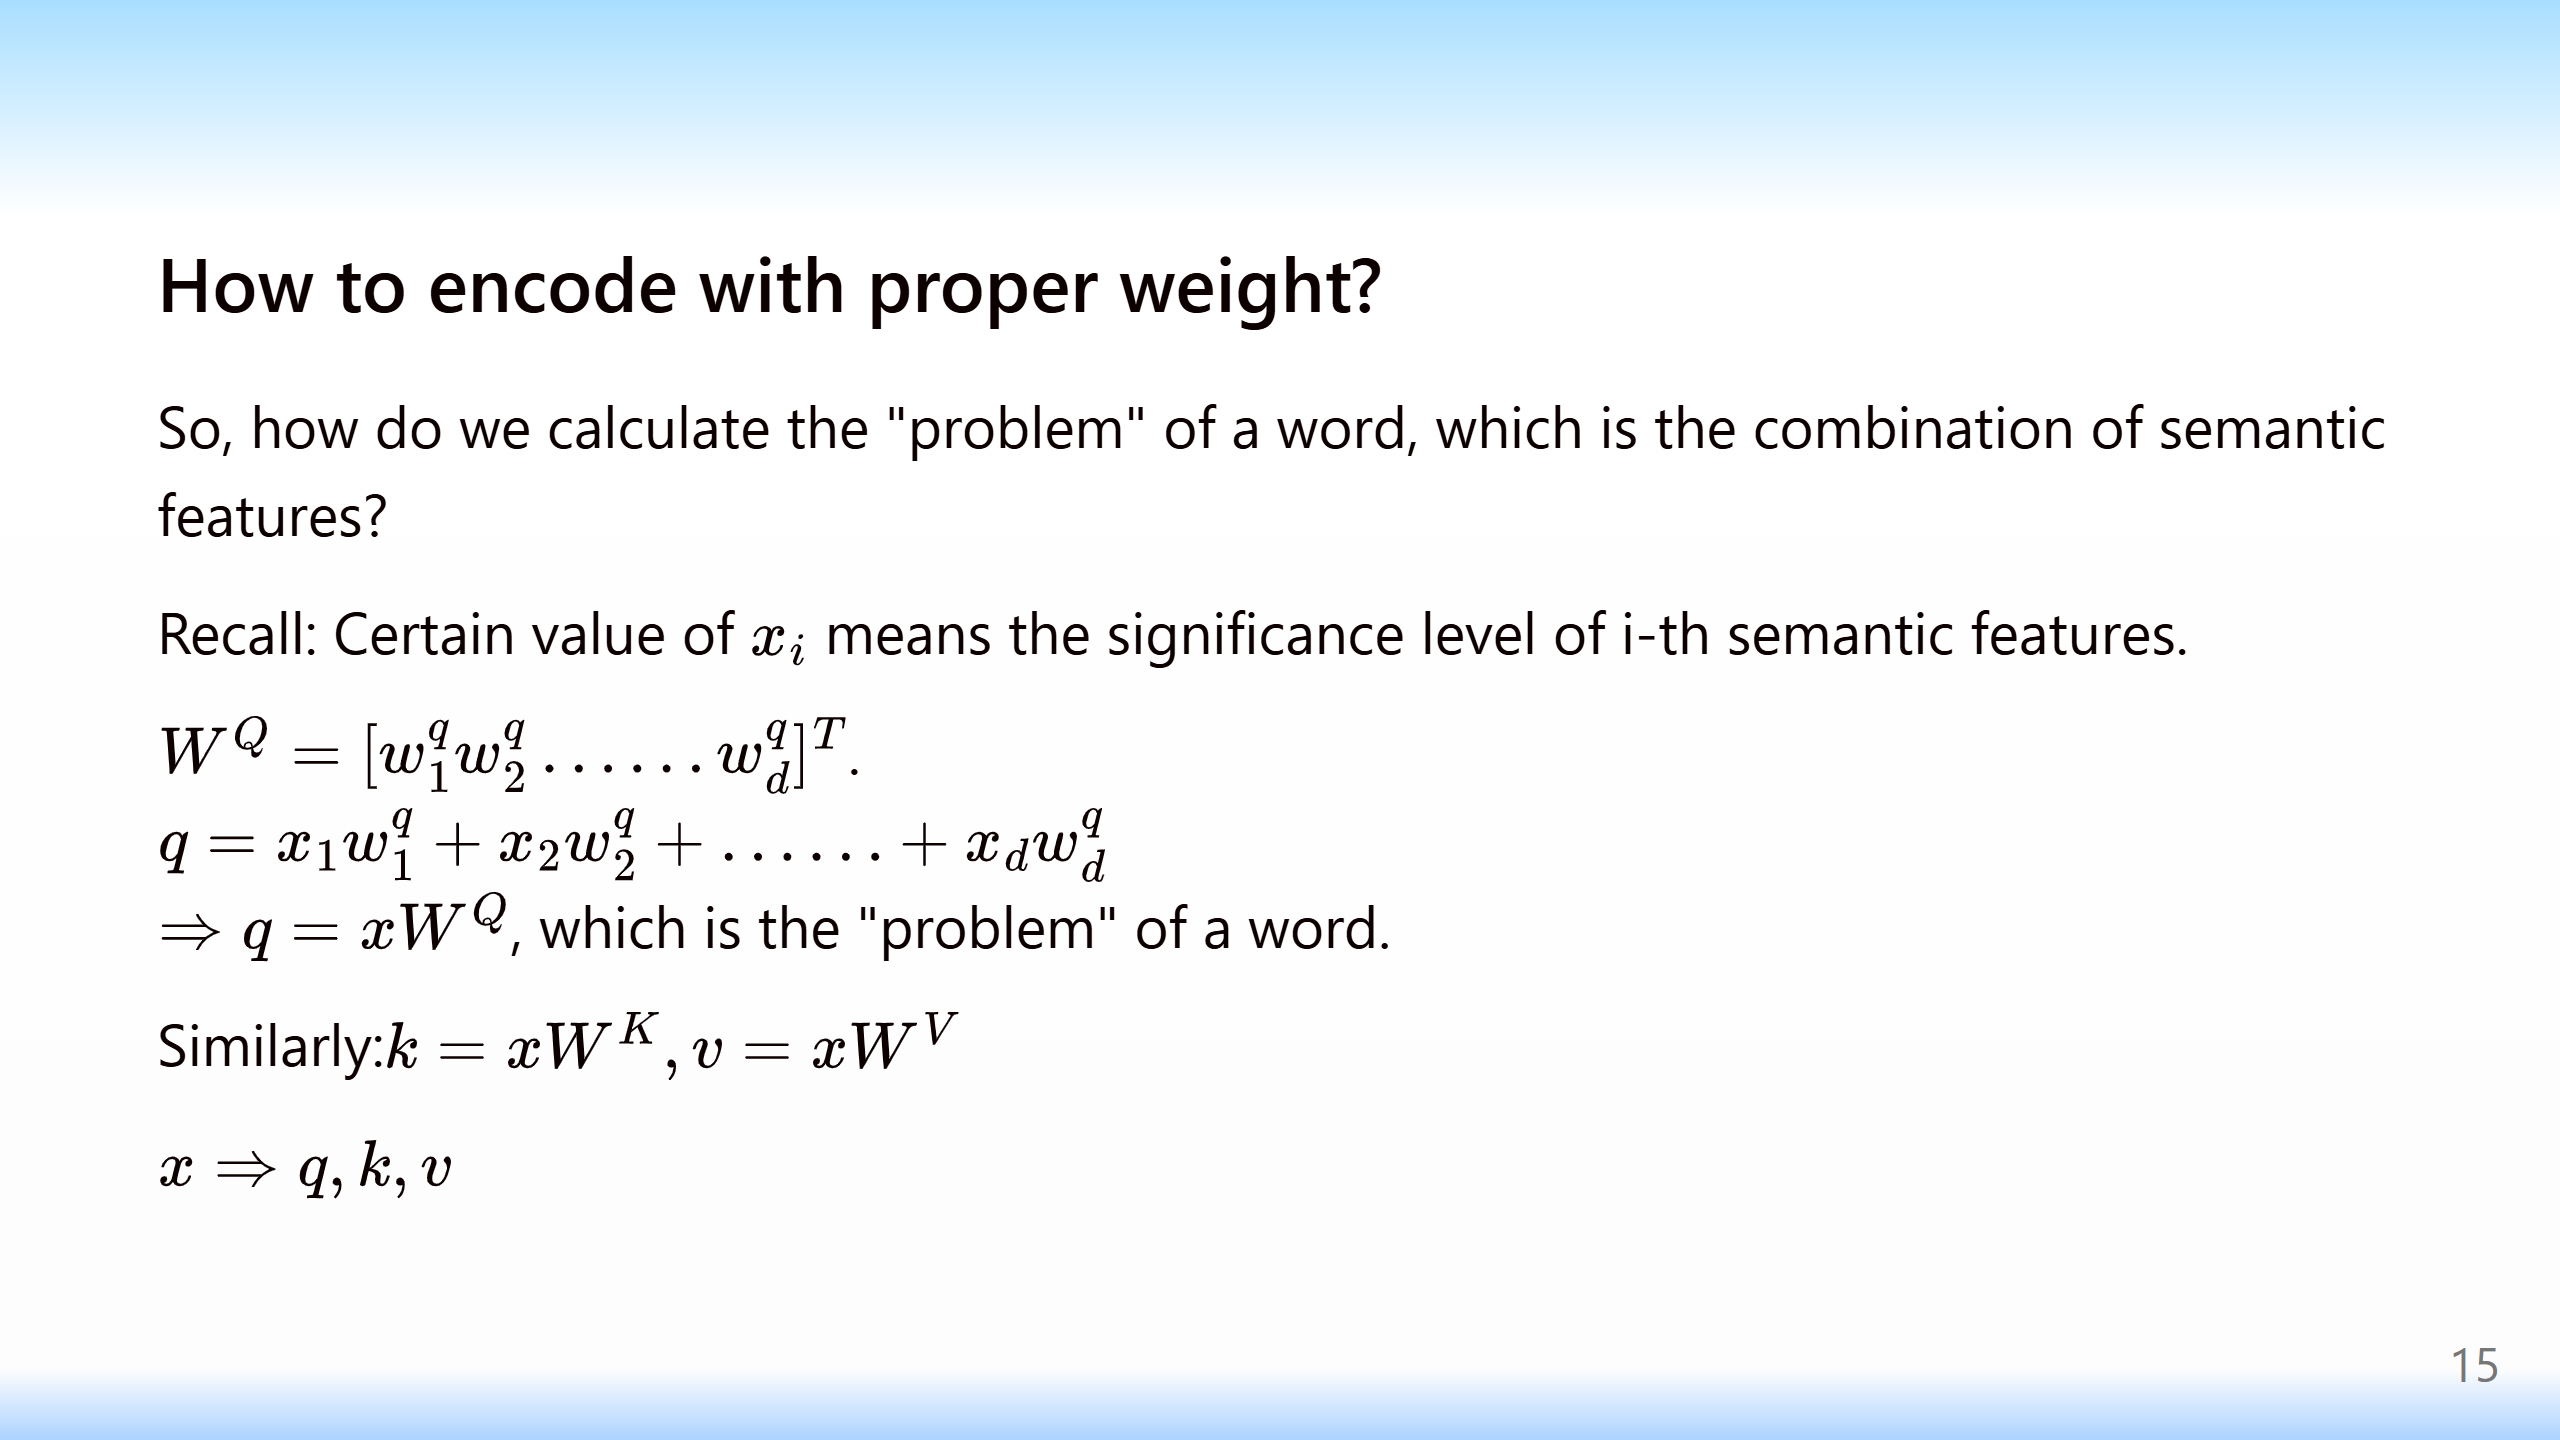 How to encode with proper weight?
So, how do we calculate the "problem" of a word, which is the combination of semantic
features?
Recall: Certain value of $x_i$ means the significance level of i-th semantic features.
$W^Q = [w_1^q w_2^q ...... w_d^q]^T$.
$q = x_1 w_1^q + x_2 w_2^q + ...... + x_d w_d^q$
$\Rightarrow q = xW^Q$, which is the "problem" of a word.
Similarly:$k = xW^K, v = xW^V$
$x \Rightarrow q, k, v$
15